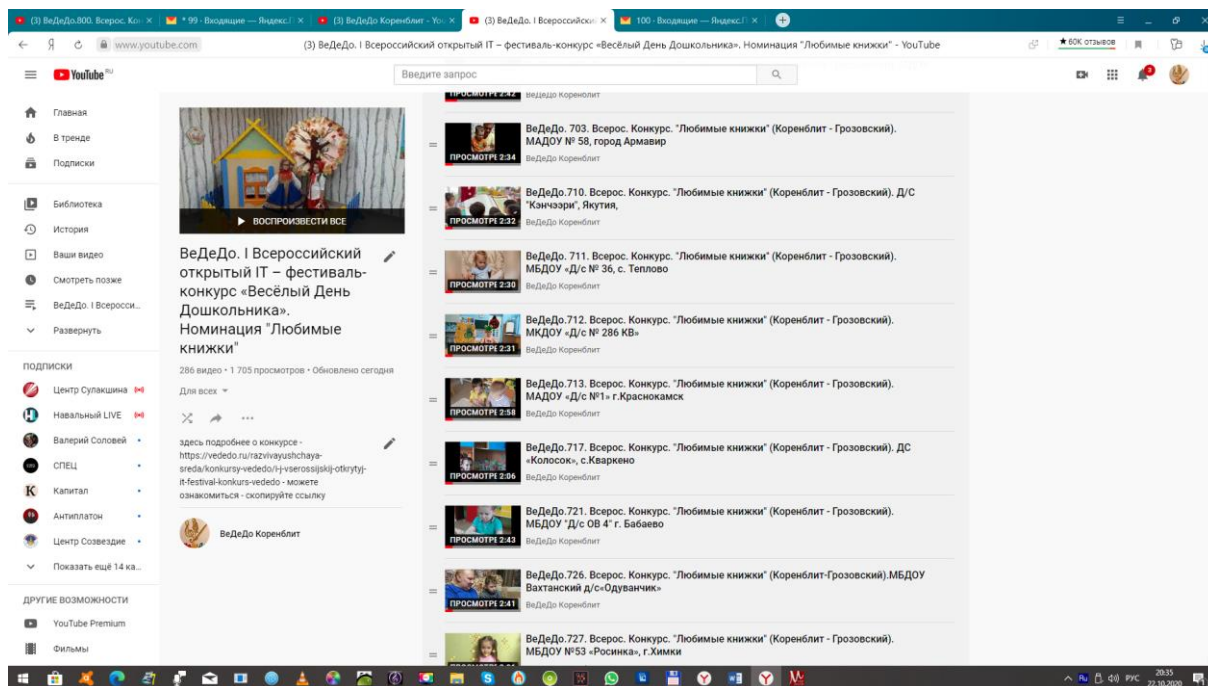 (3) ВеДеДо.800. Всерос. Кон
* 99 · Входящие — Яндекс.П
(3) ВеДеДо Коренблит - You
(3) ВеДеДо. I Всероссийски
100 · Входящие — Яндекс.П
www.youtube.com
(3) ВеДеДо. I Всероссийский открытый IT – фестиваль-конкурс «Весёлый День Дошкольника». Номинация "Любимые книжки" - YouTube
★ 60K отзывов
YouTube RU
Введите запрос
3
Главная
В тренде
Подписки
Библиотека
История
Ваши видео
Смотреть позже
ВеДеДо. I Всеросси...
Развернуть
ПОДПИСКИ
Центр Сулакшина
Навальный LIVE
Валерий Соловей
СПЕЦ
Капитал
Антиплатон
Центр Созвездие
Показать ещё 14 ка...
ДРУГИЕ ВОЗМОЖНОСТИ
YouTube Premium
Фильмы
ВОСПРОИЗВЕСТИ ВСЕ
ВеДеДо. I Всероссийский
открытый IT – фестиваль-
конкурс «Весёлый День
Дошкольника».
Номинация "Любимые
книжки"
286 видео • 1 705 просмотров • Обновлено сегодня
Для всех
здесь подробнее о конкурсе -
https://vededo.ru/razvivayushchaya-
sreda/konkursy-vededo/i-j-vserossijskij-otkrytyj-
it-festival-konkurs-vededo - можете
ознакомиться - скопируйте ссылку
ВеДеДо Коренблит
ПРОСМОТРЕ 2:42
ВеДеДо Коренблит
ВеДеДо. 703. Всерос. Конкурс. "Любимые книжки" (Коренблит - Грозовский).
МАДОУ № 58, город Армавир
ПРОСМОТРЕ 2:34
ВеДеДо Коренблит
ВеДеДо.710. Всерос. Конкурс. "Любимые книжки" (Коренблит - Грозовский). Д/С
"Кэнчээри", Якутия,
ПРОСМОТРЕ 2:32
ВеДеДо Коренблит
ВеДеДо. 711. Всерос. Конкурс. "Любимые книжки" (Коренблит - Грозовский).
МБДОУ «Д/с № 36, с. Теплово
ПРОСМОТРЕ 2:30
ВеДеДо Коренблит
ВеДеДо.712. Всерос. Конкурс. "Любимые книжки" (Коренблит - Грозовский).
МКДОУ «Д/с № 286 КВ»
ПРОСМОТРЕ 2:31
ВеДеДо Коренблит
ВеДеДо.713. Всерос. Конкурс. "Любимые книжки" (Коренблит - Грозовский).
МАДОУ «Д/с №1» г.Краснокамск
ПРОСМОТРЕ 2:58
ВеДеДо Коренблит
ВеДеДо.717. Всерос. Конкурс. "Любимые книжки" (Коренблит - Грозовский). ДС
«Колосок», с.Кваркено
ПРОСМОТРЕ 2:06
ВеДеДо Коренблит
ВеДеДо.721. Всерос. Конкурс. "Любимые книжки" (Коренблит - Грозовский).
МБДОУ "Д/с ОВ 4" г. Бабаево
ПРОСМОТРЕ 2:43
ВеДеДо Коренблит
ВеДеДо.726. Всерос. Конкурс. "Любимые книжки" (Коренблит-Грозовский).МБДОУ
Вахтанский д/с«Одуванчик»
ПРОСМОТРЕ 2:41
ВеДеДо Коренблит
ВеДеДо.727. Всерос. Конкурс. "Любимые книжки" (Коренблит - Грозовский).
МБДОУ №53 «Росинка», г.Химки
Ru
РУС
20:35
22.10.2020